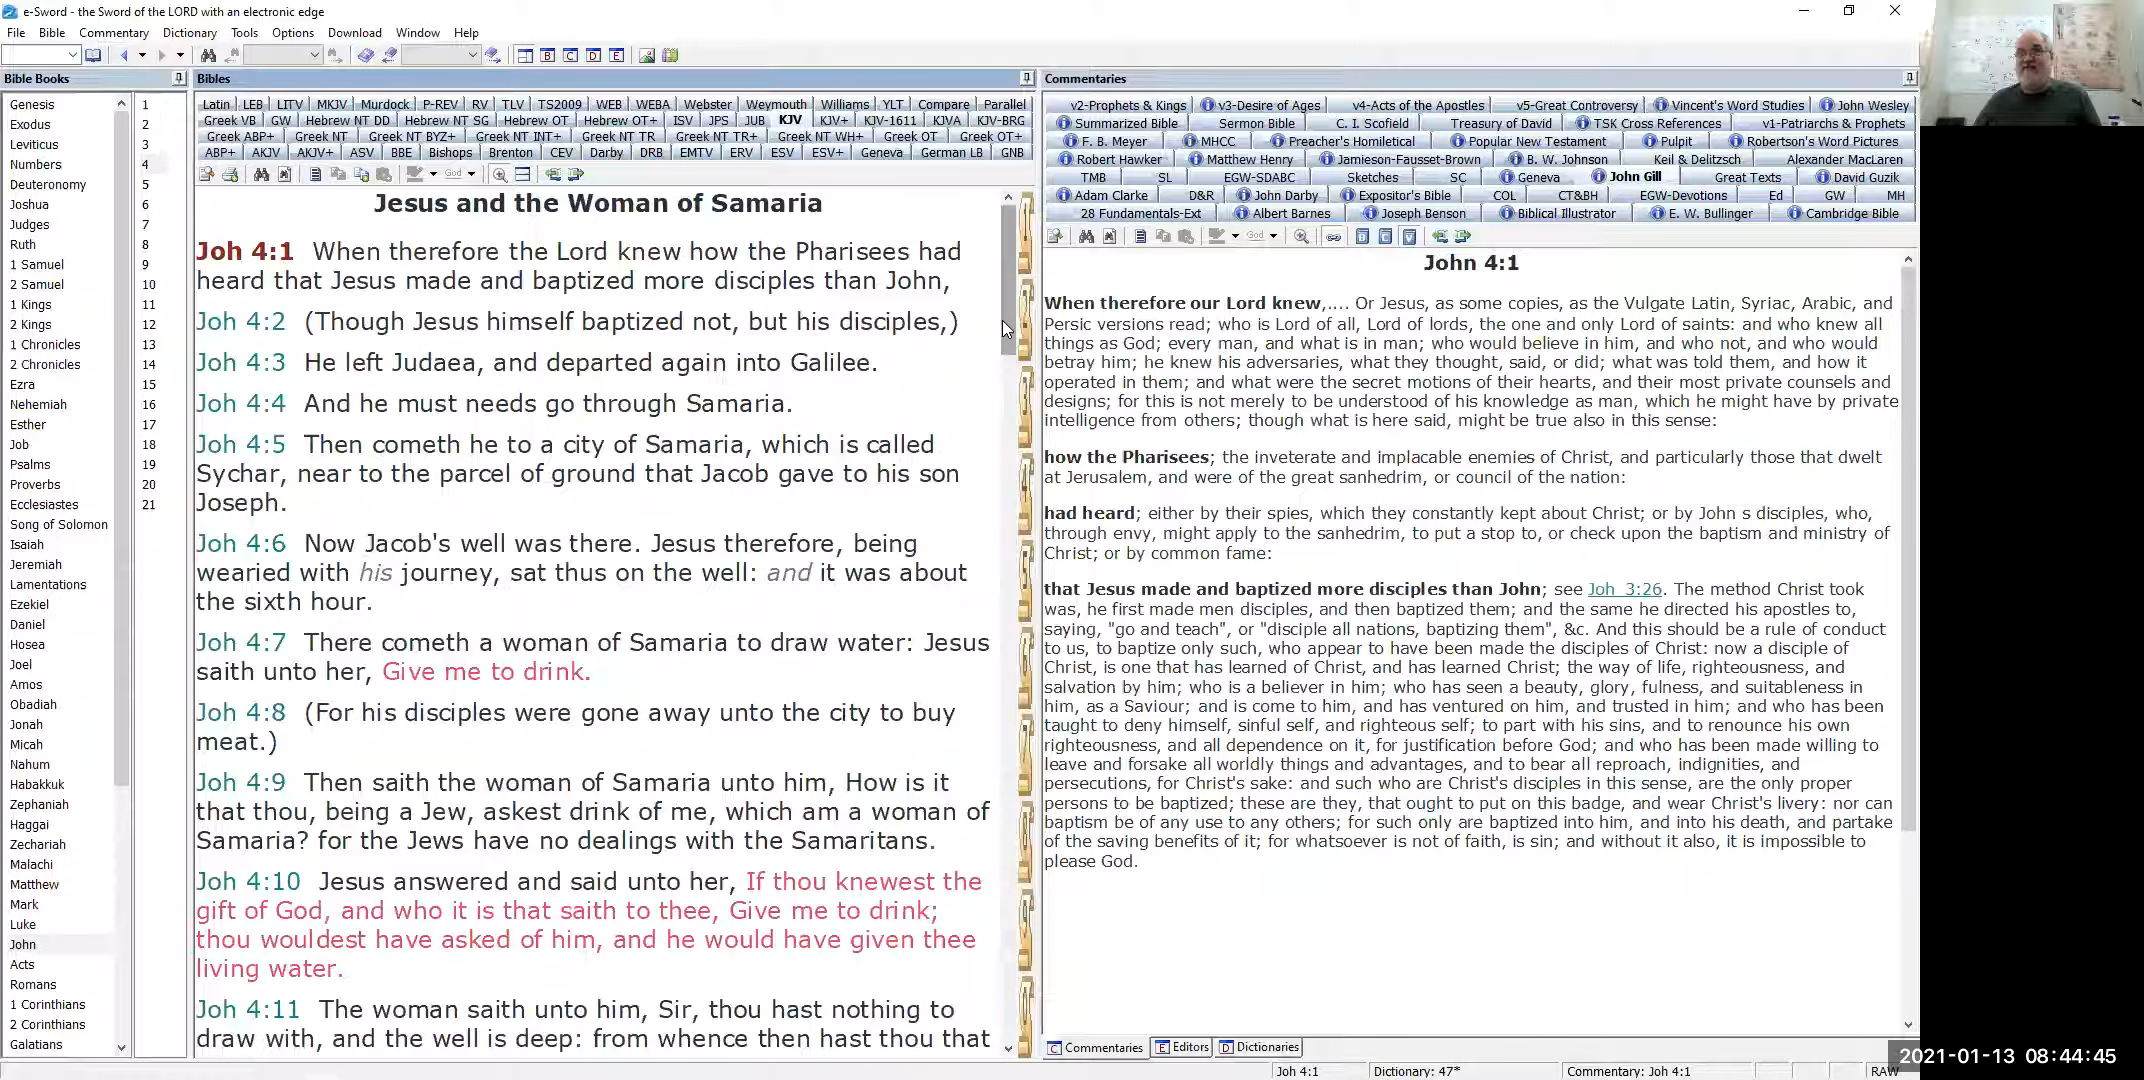 e-Sword - the Sword of the LORD with an electronic edge
File Bible Commentary Dictionary Tools Options Download Window Help
Bible Books
Genesis
Exodus
Leviticus
Numbers
Deuteronomy
Joshua
Judges
Ruth
1 Samuel
2 Samuel
1 Kings
2 Kings
1 Chronicles
2 Chronicles
Ezra
Nehemiah
Esther
Job
Psalms
Proverbs
Ecclesiastes
Song of Solomon
Isaiah
Jeremiah
Lamentations
Ezekiel
Daniel
Hosea
Joel
Amos
Obadiah
Jonah
Micah
Nahum
Habakkuk
Zephaniah
Haggai
Zechariah
Malachi
Matthew
Mark
Luke
John
Acts
Romans
1 Corinthians
2 Corinthians
Galatians
1
2
3
4
5
6
7
8
9
10
11
12
13
14
15
16
17
18
19
20
21
Bibles
Latin LEB LITV MKJV Murdock P-REV RV TLV TS2009 WEB WEBA Webster Weymouth Williams YLT Compare Parallel
Greek VB GW Hebrew NT DD Hebrew NT SG Hebrew OT Hebrew OT+ ISV JPS JUB KJV KJV+ KJV-1611 KJVA KJV-BRG
Greek ABP+ Greek NT Greek NT BYZ+ Greek NT INT+ Greek NT TR Greek NT TR+ Greek NT WH+ Greek OT Greek OT+
ABP+ AKJV AKJV+ ASV BBE Bishops Brenton CEV Darby DRB EMTV ERV ESV ESV+ Geneva German LB GNB
God
Jesus and the Woman of Samaria
Joh 4:1 When therefore the Lord knew how the Pharisees had
heard that Jesus made and baptized more disciples than John,
Joh 4:2 (Though Jesus himself baptized not, but his disciples,)
Joh 4:3 He left Judaea, and departed again into Galilee.
Joh 4:4 And he must needs go through Samaria.
Joh 4:5 Then cometh he to a city of Samaria, which is called
Sychar, near to the parcel of ground that Jacob gave to his son
Joseph.
Joh 4:6 Now Jacob's well was there. Jesus therefore, being
wearied with his journey, sat thus on the well: and it was about
the sixth hour.
Joh 4:7 There cometh a woman of Samaria to draw water: Jesus
saith unto her, Give me to drink.
Joh 4:8 (For his disciples were gone away unto the city to buy
meat.)
Joh 4:9 Then saith the woman of Samaria unto him, How is it
that thou, being a Jew, askest drink of me, which am a woman of
Samaria? for the Jews have no dealings with the Samaritans.
Joh 4:10 Jesus answered and said unto her, If thou knewest the
gift of God, and who it is that saith to thee, Give me to drink;
thou wouldest have asked of him, and he would have given thee
living water.
Joh 4:11 The woman saith unto him, Sir, thou hast nothing to
draw with, and the well is deep: from whence then hast thou that
Commentaries
v2-Prophets & Kings v3-Desire of Ages v4-Acts of the Apostles v5-Great Controversy Vincent's Word Studies John Wesley
Summarized Bible Sermon Bible C. I. Scofield Treasury of David TSK Cross References v1-Patriarchs & Prophets
F. B. Meyer MHCC Preacher's Homiletical Popular New Testament Pulpit Robertson's Word Pictures
Robert Hawker Matthew Henry Jamieson-Fausset-Brown B. W. Johnson Keil & Delitzsch Alexander MacLaren
TMB SL EGW-SDABC Sketches SC Geneva John Gill Great Texts David Guzik
Adam Clarke D&R John Darby Expositor's Bible COL CT&BH EGW-Devotions Ed GW MH
28 Fundamentals-Ext Albert Barnes Joseph Benson Biblical Illustrator E. W. Bullinger Cambridge Bible
God
John 4:1
When therefore our Lord knew,.... Or Jesus, as some copies, as the Vulgate Latin, Syriac, Arabic, and
Persic versions read; who is Lord of all, Lord of lords, the one and only Lord of saints: and who knew all
things as God; every man, and what is in man; who would believe in him, and who not, and who would
betray him; he knew his adversaries, what they thought, said, or did; what was told them, and how it
operated in them; and what were the secret motions of their hearts, and their most private counsels and
designs; for this is not merely to be understood of his knowledge as man, which he might have by private
intelligence from others; though what is here said, might be true also in this sense:
how the Pharisees; the inveterate and implacable enemies of Christ, and particularly those that dwelt
at Jerusalem, and were of the great sanhedrim, or council of the nation:
had heard; either by their spies, which they constantly kept about Christ; or by John s disciples, who,
through envy, might apply to the sanhedrim, to put a stop to, or check upon the baptism and ministry of
Christ; or by common fame:
that Jesus made and baptized more disciples than John; see Joh_3:26. The method Christ took
was, he first made men disciples, and then baptized them; and the same he directed his apostles to,
saying, "go and teach", or "disciple all nations, baptizing them", &c. And this should be a rule of conduct
to us, to baptize only such, who appear to have been made the disciples of Christ: now a disciple of
Christ, is one that has learned of Christ, and has learned Christ; the way of life, righteousness, and
salvation by him; who is a believer in him; who has seen a beauty, glory, fulness, and suitableness in
him, as a Saviour; and is come to him, and has ventured on him, and trusted in him; and who has been
taught to deny himself, sinful self, and righteous self; to part with his sins, and to renounce his own
righteousness, and all dependence on it, for justification before God; and who has been made willing to
leave and forsake all worldly things and advantages, and to bear all reproach, indignities, and
persecutions, for Christ's sake: and such who are Christ's disciples in this sense, are the only proper
persons to be baptized; these are they, that ought to put on this badge, and wear Christ's livery: nor can
baptism be of any use to any others; for such only are baptized into him, and into his death, and partake
of the saving benefits of it; for whatsoever is not of faith, is sin; and without it also, it is impossible to
please God.
Commentaries Editors Dictionaries
Joh 4:1 Dictionary: 47* Commentary: Joh 4:1 RAW
2021-01-13 08:44:45